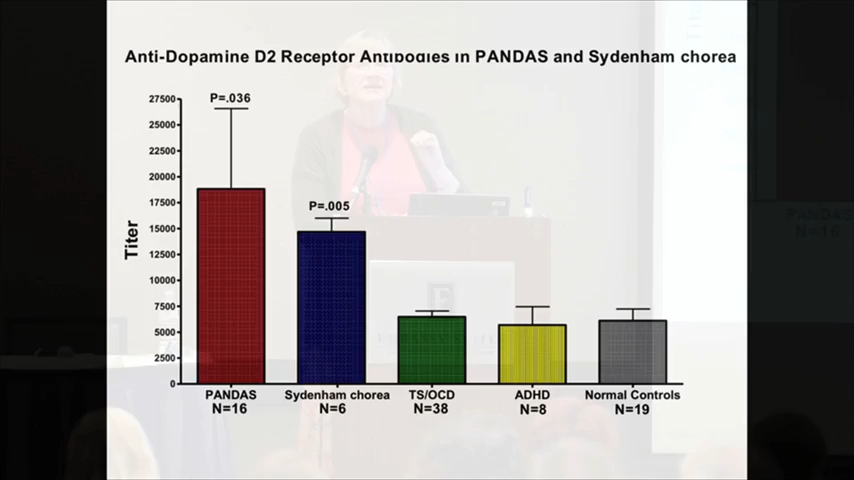 Anti-Dopamine D2 Receptor Antibodies in PANDAS and Sydenham chorea
27500
25000
22500
20000
17500
15000
12500
10000
7500
5000
2500
0
Titer
P=.036
P=.005
PANDAS
N=16
Sydenham chorea
N=6
TS/OCD
N=38
ADHD
N=8
Normal Controls
N=19
PANDAS
N=16